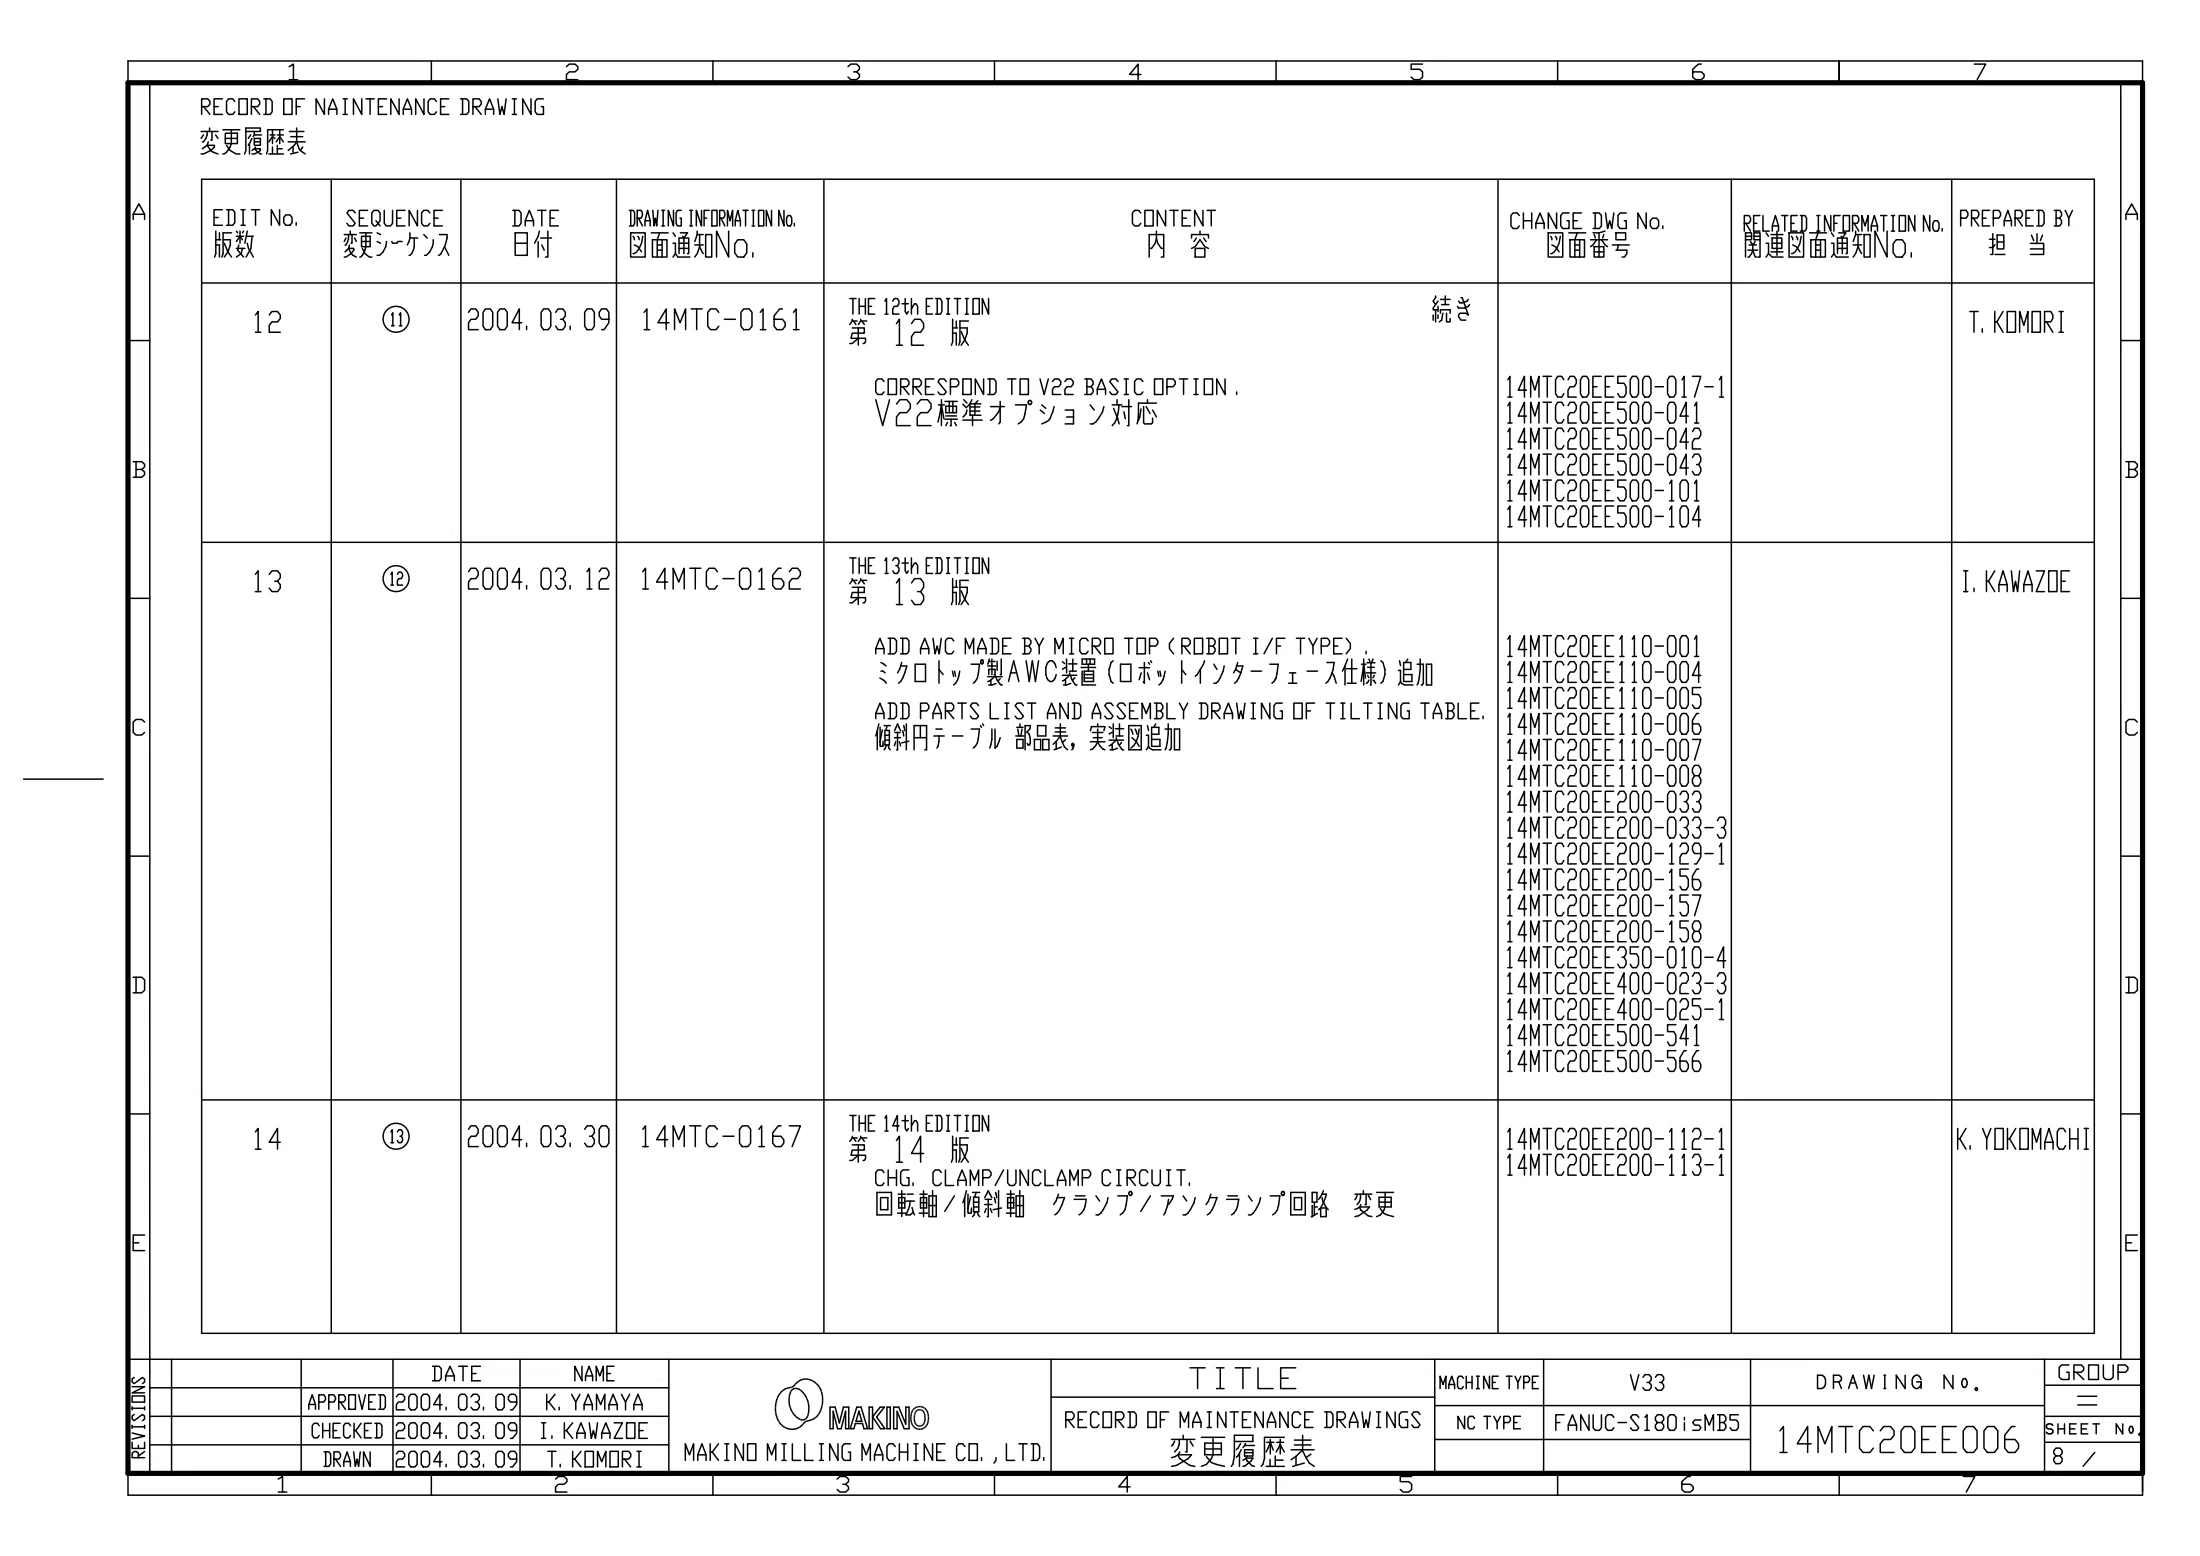 1 2 3 4 5 6 7
RECORD OF NAINTENANCE DRAWING
変更履歴表
EDIT No. SEQUENCE DATE DRAWING INFORMATION No. CONTENT CHANGE DWG No. RELATED INFORMATION No. PREPARED BY
版数 変更シーケンス 日付 図面通知No. 内 容 図面番号 関連図面通知No. 担 当
12 ⑪ 2004.03.09 14MTC-0161 THE 12th EDITION 続き T. KOMORI
第 12 版
CORRESPOND TO V22 BASIC OPTION.
V22標準オプション対応
14MTC20EE500-017-1
14MTC20EE500-041
14MTC20EE500-042
14MTC20EE500-043
14MTC20EE500-101
14MTC20EE500-104
13 ⑫ 2004.03.12 14MTC-0162 THE 13th EDITION I. KAWAZOE
第 13 版
ADD AWC MADE BY MICRO TOP (ROBOT I/F TYPE).
ミクロトップ製AWC装置(ロボットインターフェース仕様)追加
ADD PARTS LIST AND ASSEMBLY DRAWING OF TILTING TABLE.
傾斜円テーブル 部品表,実装図追加
14MTC20EE110-001
14MTC20EE110-004
14MTC20EE110-005
14MTC20EE110-006
14MTC20EE110-007
14MTC20EE110-008
14MTC20EE200-033
14MTC20EE200-033-3
14MTC20EE200-129-1
14MTC20EE200-156
14MTC20EE200-157
14MTC20EE200-158
14MTC20EE350-010-4
14MTC20EE400-023-3
14MTC20EE400-025-1
14MTC20EE500-541
14MTC20EE500-566
14 ⑬ 2004.03.30 14MTC-0167 THE 14th EDITION K. YOKOMACHI
第 14 版
CHG. CLAMP/UNCLAMP CIRCUIT.
回転軸/傾斜軸 クランプ/アンクランプ回路 変更
14MTC20EE200-112-1
14MTC20EE200-113-1
A A
B B
C C
D D
E E
REVISIONS
DATE NAME
APPROVED 2004.03.09 K. YAMAYA
CHECKED 2004.03.09 I. KAWAZOE
DRAWN 2004.03.09 T. KOMORI
MAKINO
MAKINO MILLING MACHINE CO.,LTD.
TITLE
RECORD OF MAINTENANCE DRAWINGS
変更履歴表
MACHINE TYPE V33
NC TYPE FANUC-S180isMB5
DRAWING No.
14MTC20EE006
GROUP
=
SHEET No.
8 /
1 2 3 4 5 6 7